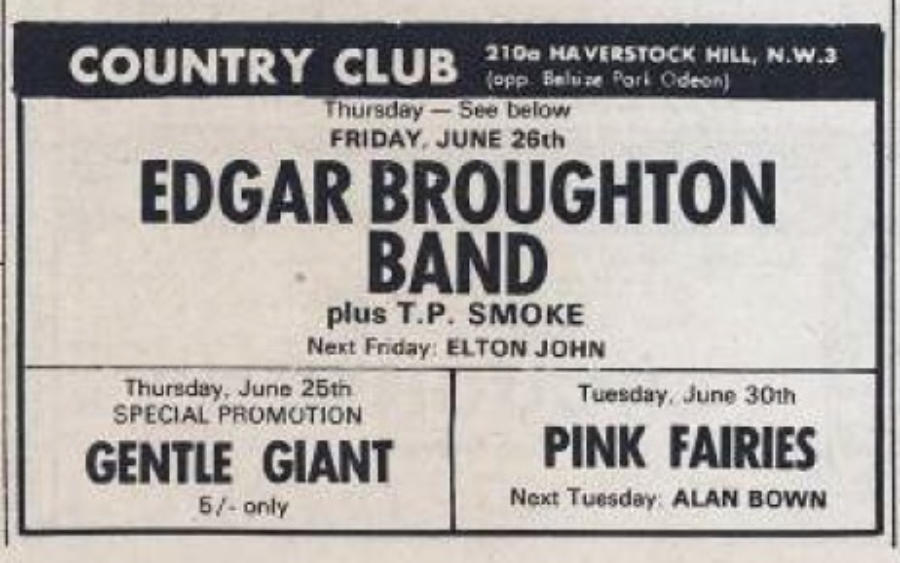 COUNTRY CLUB
210a HAVERSTOCK HILL, N.W.3
(opp. Belsize Park Odeon)
Thursday — See below
FRIDAY, JUNE 26th
EDGAR BROUGHTON
BAND
plus T.P. SMOKE
Next Friday: ELTON JOHN
Thursday, June 25th
SPECIAL PROMOTION
GENTLE GIANT
5/- only
Tuesday, June 30th
PINK FAIRIES
Next Tuesday: ALAN BOWN